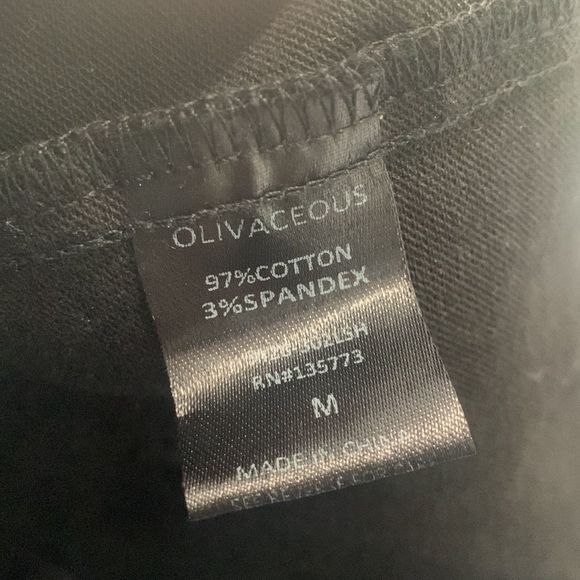 OLIVACEOUS
97%COTTON
3%SPANDEX
RN#135773
M
MADE IN CHINA